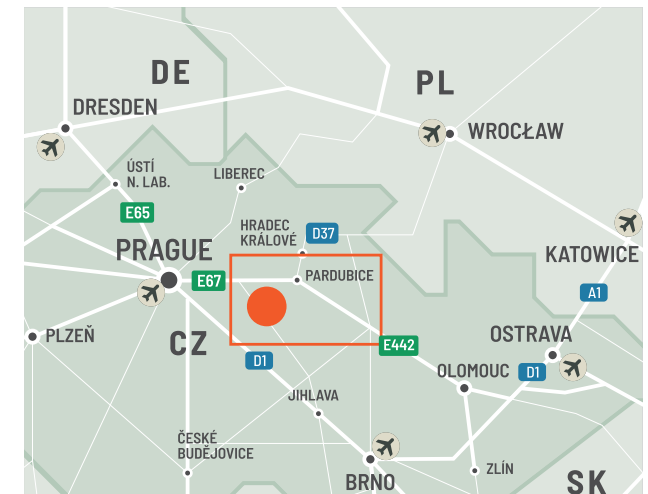 DE
PL
DRESDEN
WROCŁAW
ÚSTÍ
N. LAB.
LIBEREC
E65
HRADEC
KRÁLOVÉ
D37
PRAGUE
KATOWICE
E67
PARDUBICE
A1
PLZEŇ
CZ
OSTRAVA
E442
D1
OLOMOUC
D1
JIHLAVA
ČESKÉ
BUDĚJOVICE
ZLÍN
BRNO
SK